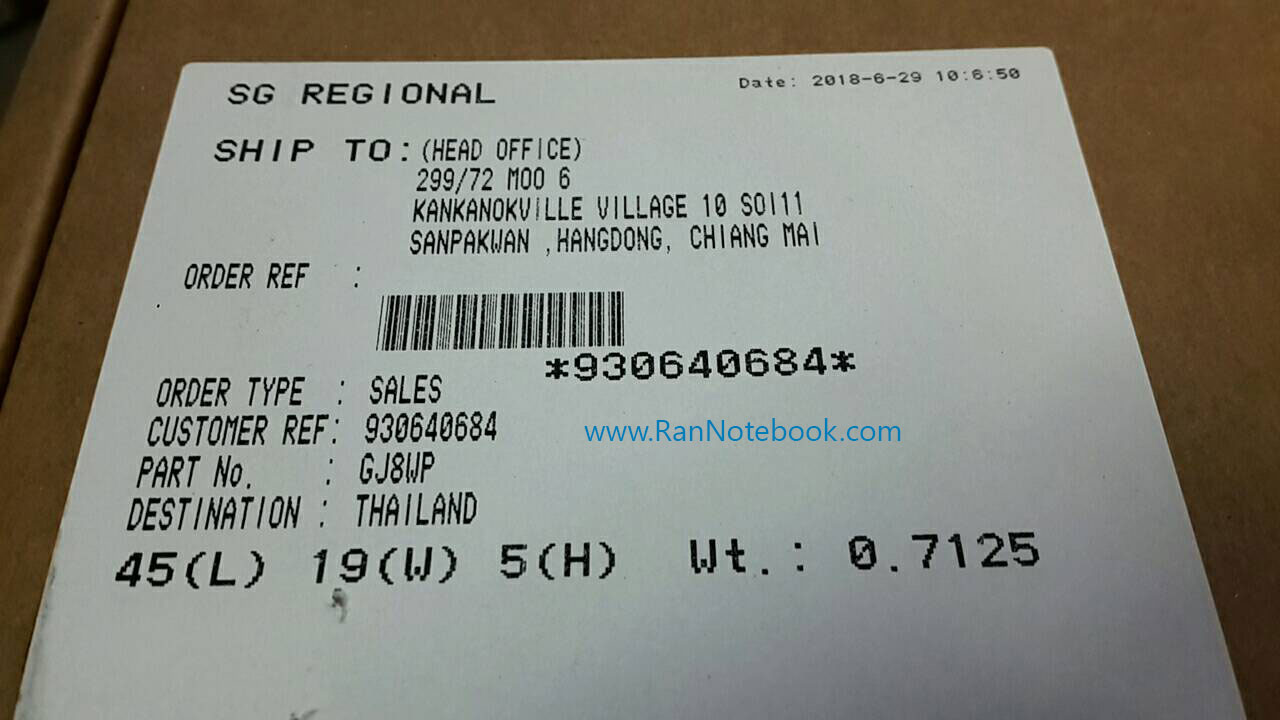 SG REGIONAL
Date: 2018-6-29 10:6:50
SHIP TO: (HEAD OFFICE)
299/72 MOO 6
KANKANOKVILLE VILLAGE 10 SOI11
SANPAKWAN ,HANGDONG, CHIANG MAI
ORDER REF :
*930640684*
ORDER TYPE : SALES
CUSTOMER REF: 930640684
www.RanNotebook.com
PART No. : GJ8WP
DESTINATION : THAILAND
45(L) 19(W) 5(H) Wt.: 0.7125